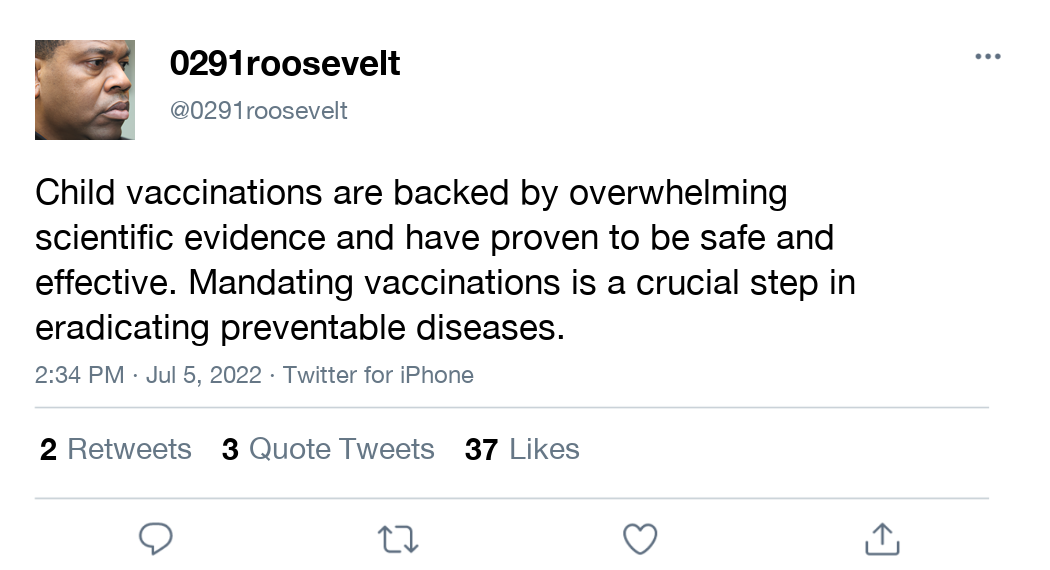 0291roosevelt
@0291roosevelt
Child vaccinations are backed by overwhelming
scientific evidence and have proven to be safe and
effective. Mandating vaccinations is a crucial step in
eradicating preventable diseases.
2:34 PM · Jul 5, 2022 · Twitter for iPhone
2 Retweets 3 Quote Tweets 37 Likes